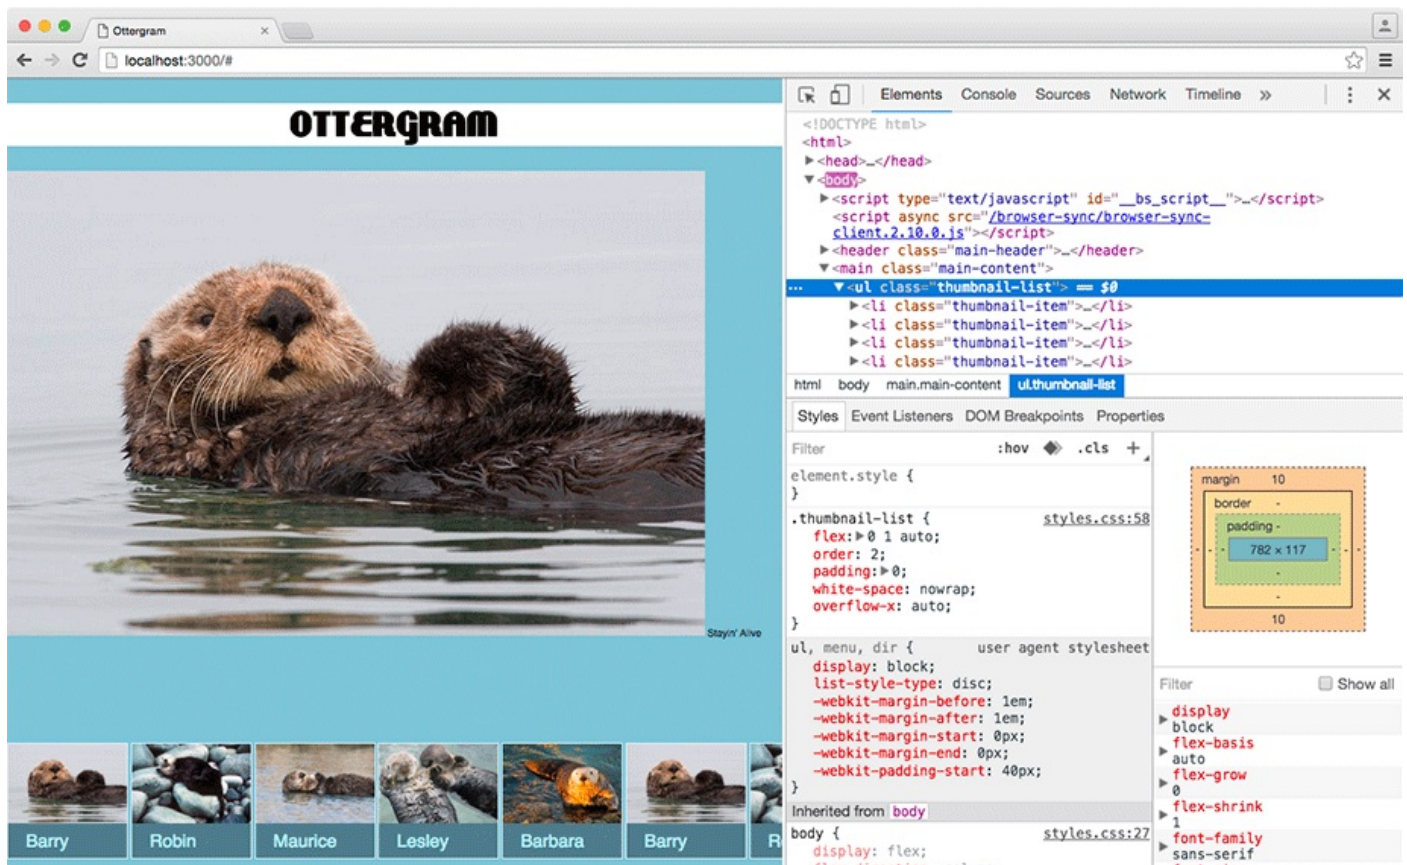 Ottergram
localhost:3000/#
OTTERGRAM
Stayin' Alive
Barry
Robin
Maurice
Lesley
Barbara
Barry
R
Elements Console Sources Network Timeline »
<!DOCTYPE html>
<html>
▶<head>…</head>
▼<body>
▶<script type="text/javascript" id="__bs_script__">…</script>
<script async src="/browser-sync/browser-sync-
client.2.10.0.js"></script>
▶<header class="main-header">…</header>
▼<main class="main-content">
… ▼<ul class="thumbnail-list"> == $0
▶<li class="thumbnail-item">…</li>
▶<li class="thumbnail-item">…</li>
▶<li class="thumbnail-item">…</li>
▶<li class="thumbnail-item">…</li>
html body main.main-content ul.thumbnail-list
Styles Event Listeners DOM Breakpoints Properties
Filter :hov .cls +
element.style {
}
.thumbnail-list { styles.css:58
flex:▶0 1 auto;
order: 2;
padding:▶0;
white-space: nowrap;
overflow-x: auto;
}
ul, menu, dir { user agent stylesheet
display: block;
list-style-type: disc;
-webkit-margin-before: 1em;
-webkit-margin-after: 1em;
-webkit-margin-start: 0px;
-webkit-margin-end: 0px;
-webkit-padding-start: 40px;
}
Inherited from body
body { styles.css:27
display: flex;
margin 10
border -
padding -
- - - 782 × 117 - - -
-
-
10
Filter Show all
▶ display
block
▶ flex-basis
auto
▶ flex-grow
0
▶ flex-shrink
1
▶ font-family
sans-serif